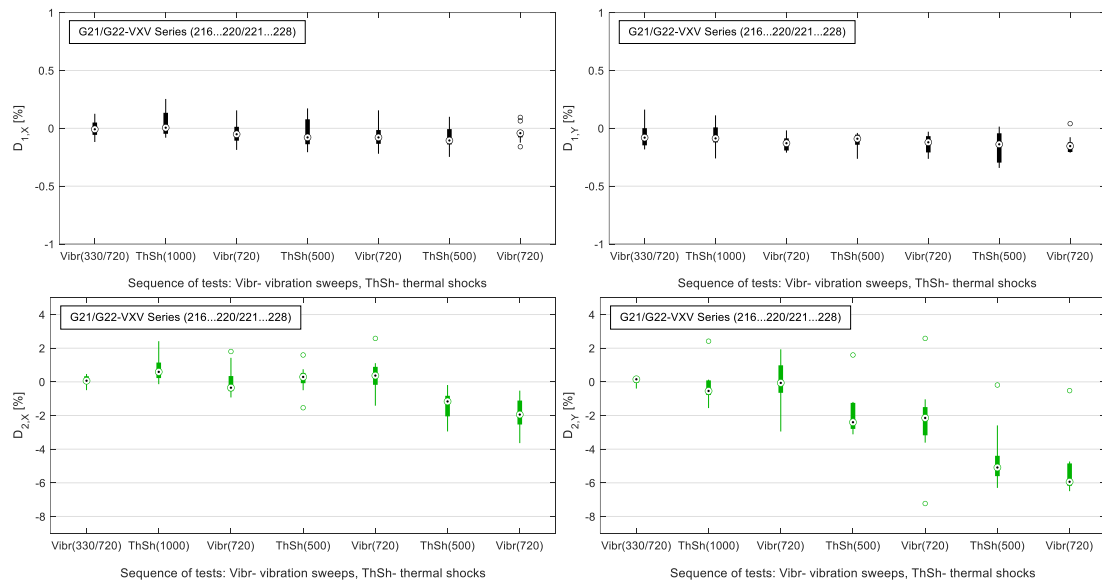 G21/G22-VXV Series (216...220/221...228)
D1,X [%]
1
0.5
0
-0.5
-1
Vibr(330/720) ThSh(1000) Vibr(720) ThSh(500) Vibr(720) ThSh(500) Vibr(720)
Sequence of tests: Vibr- vibration sweeps, ThSh- thermal shocks
G21/G22-VXV Series (216...220/221...228)
D1,Y [%]
1
0.5
0
-0.5
-1
Vibr(330/720) ThSh(1000) Vibr(720) ThSh(500) Vibr(720) ThSh(500) Vibr(720)
Sequence of tests: Vibr- vibration sweeps, ThSh- thermal shocks
G21/G22-VXV Series (216...220/221...228)
D2,X [%]
4
2
0
-2
-4
-6
-8
Vibr(330/720) ThSh(1000) Vibr(720) ThSh(500) Vibr(720) ThSh(500) Vibr(720)
Sequence of tests: Vibr- vibration sweeps, ThSh- thermal shocks
G21/G22-VXV Series (216...220/221...228)
D2,Y [%]
4
2
0
-2
-4
-6
-8
Vibr(330/720) ThSh(1000) Vibr(720) ThSh(500) Vibr(720) ThSh(500) Vibr(720)
Sequence of tests: Vibr- vibration sweeps, ThSh- thermal shocks